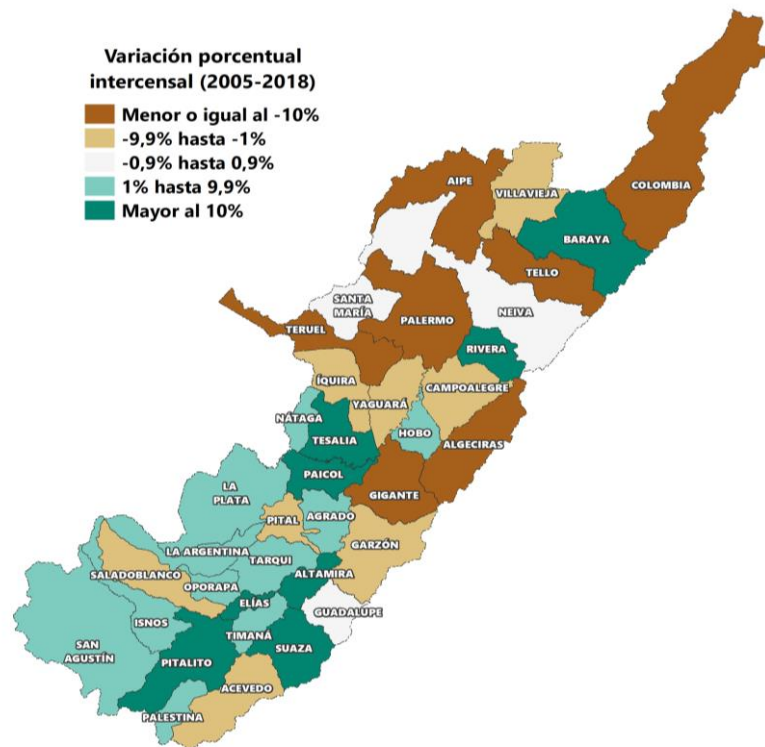 Variación porcentual
intercensal (2005-2018)
Menor o igual al -10%
-9,9% hasta -1%
-0,9% hasta 0,9%
1% hasta 9,9%
Mayor al 10%
COLOMBIA
AIPE
VILLAVIEJA
BARAYA
TELLO
SANTA
MARÍA
NEIVA
PALERMO
TERUEL
RIVERA
ÍQUIRA
CAMPOALEGRE
YAGUARÁ
NÁTAGA
HOBO
TESALIA
ALGECIRAS
PAICOL
LA
PLATA
GIGANTE
AGRADO
PITAL
GARZÓN
LA ARGENTINA
TARQUI
SALADOBLANCO
ALTAMIRA
OPORAPA
ELÍAS
GUADALUPE
ISNOS
TIMANÁ
SAN
AGUSTÍN
SUAZA
PITALITO
ACEVEDO
PALESTINA